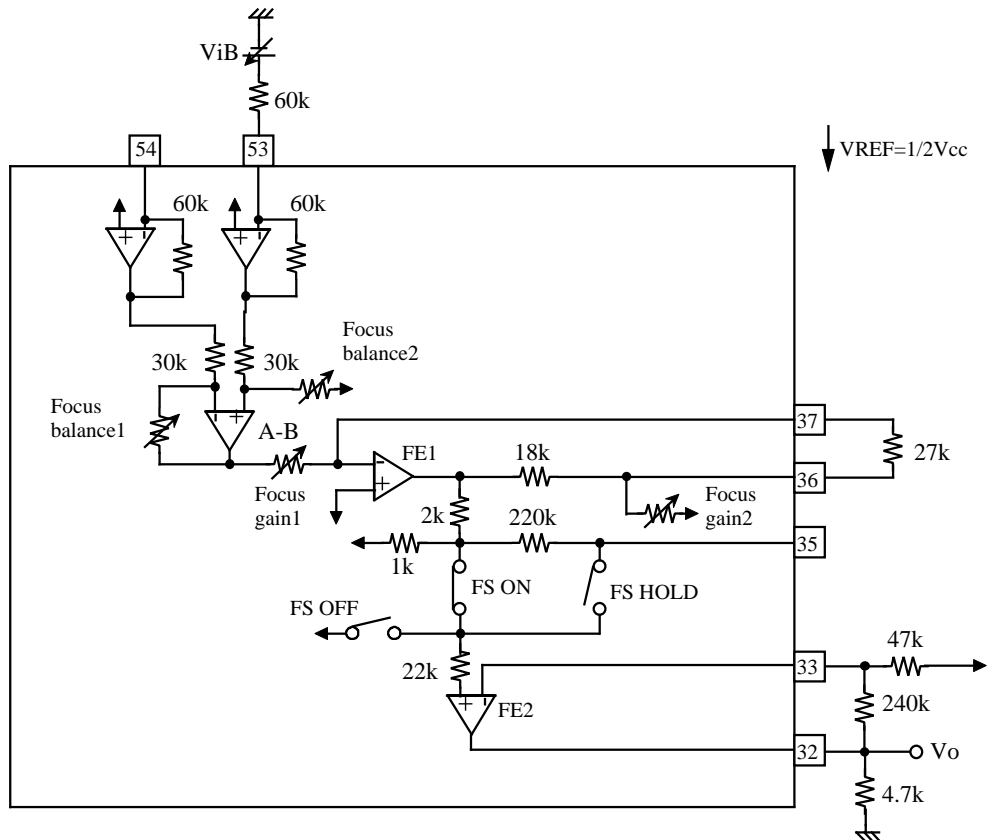 ViB
60k
54
53
VREF=1/2Vcc
60k
60k
+
-
+
-
Focus
balance2
30k
30k
Focus
balance1
-
+
A-B
37
FE1
18k
27k
-
+
36
Focus
gain1
Focus
gain2
2k
220k
35
1k
FS ON
FS HOLD
FS OFF
47k
22k
33
+
-
FE2
240k
32
Vo
4.7k